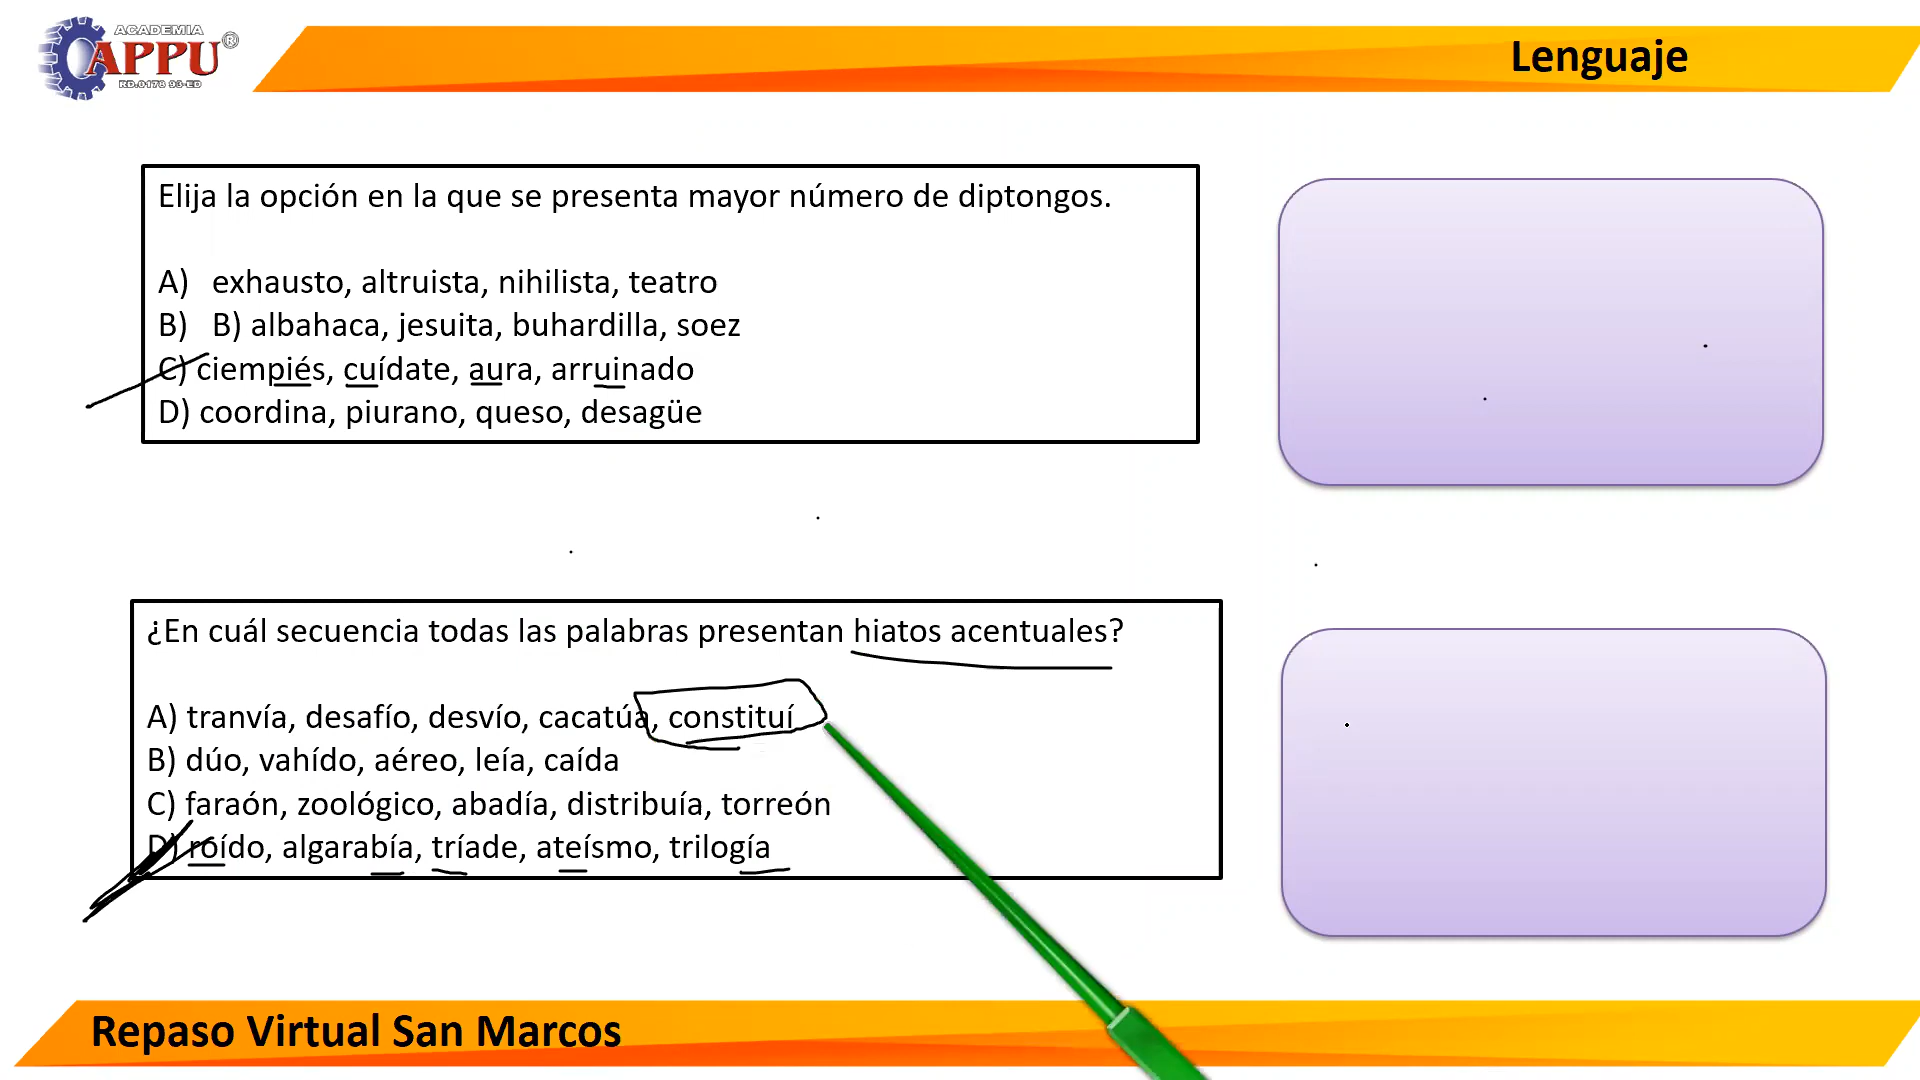 ACADEMIA
APPU®
RD.0178 93-ED
Lenguaje
Elija la opción en la que se presenta mayor número de diptongos.
A) exhausto, altruista, nihilista, teatro
B) B) albahaca, jesuita, buhardilla, soez
C) ciempiés, cuídate, aura, arruinado
D) coordina, piurano, queso, desagüe
¿En cuál secuencia todas las palabras presentan hiatos acentuales?
A) tranvía, desafío, desvío, cacatúa, constituí
B) dúo, vahído, aéreo, leía, caída
C) faraón, zoológico, abadía, distribuía, torreón
D) roído, algarabía, tríade, ateísmo, trilogía
Repaso Virtual San Marcos